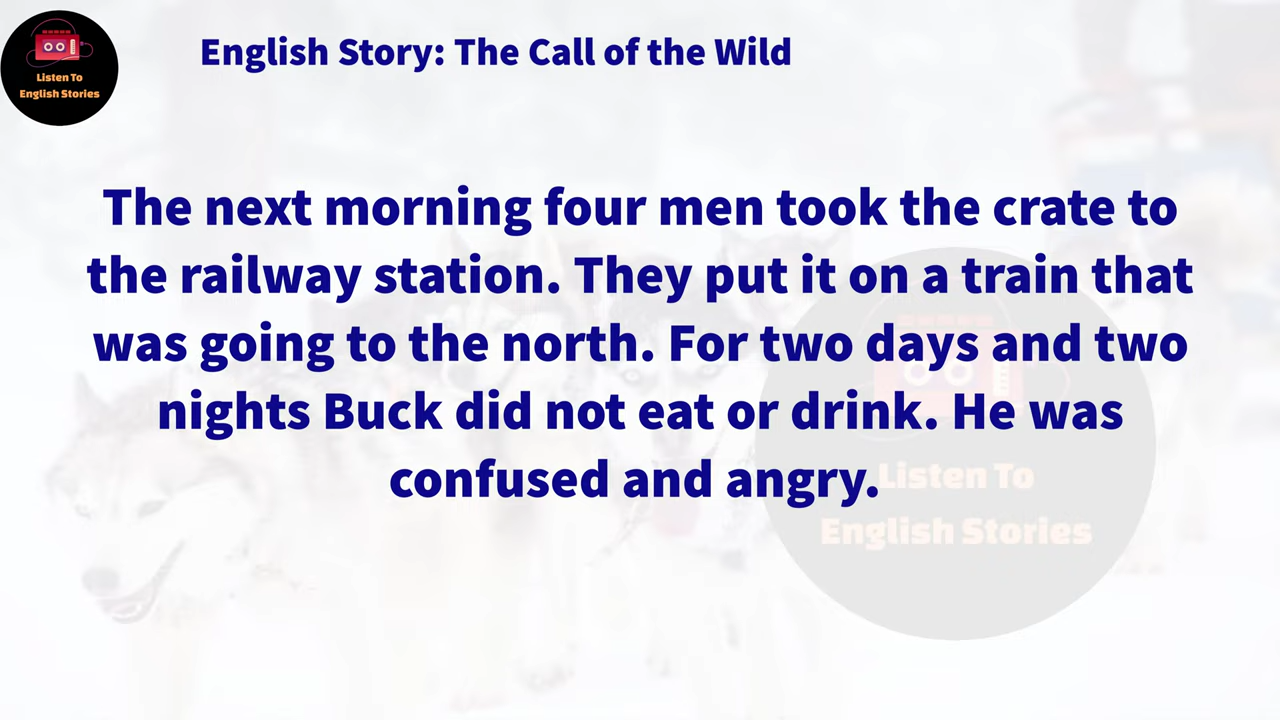 Listen To
English Stories
English Story: The Call of the Wild
The next morning four men took the crate to
the railway station. They put it on a train that
was going to the north. For two days and two
nights Buck did not eat or drink. He was
confused and angry.
Listen To
English Stories